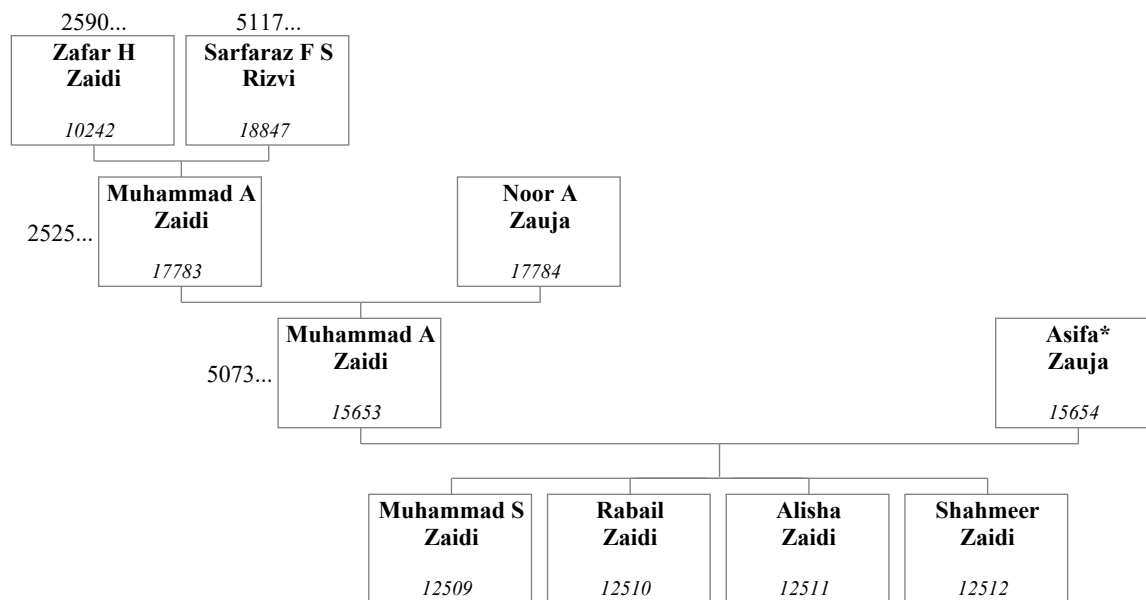 2590...
5117...
Zafar H
Zaidi
10242
Sarfaraz F S
Rizvi
18847
2525...
Muhammad A
Zaidi
17783
Noor A
Zauja
17784
5073...
Muhammad A
Zaidi
15653
Asifa*
Zauja
15654
Muhammad S
Zaidi
12509
Rabail
Zaidi
12510
Alisha
Zaidi
12511
Shahmeer
Zaidi
12512